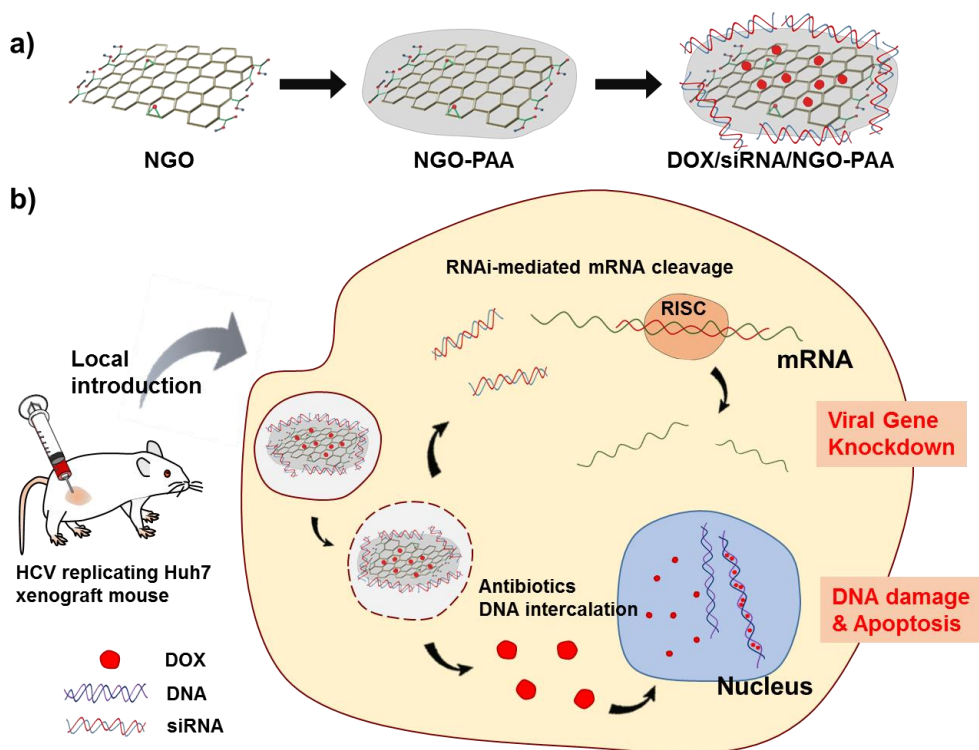 a)
NGO
NGO-PAA
DOX/siRNA/NGO-PAA
b)
RNAi-mediated mRNA cleavage
RISC
mRNA
Local
introduction
Viral Gene
Knockdown
HCV replicating Huh7
xenograft mouse
Antibiotics
DNA intercalation
DNA damage
& Apoptosis
Nucleus
DOX
DNA
siRNA